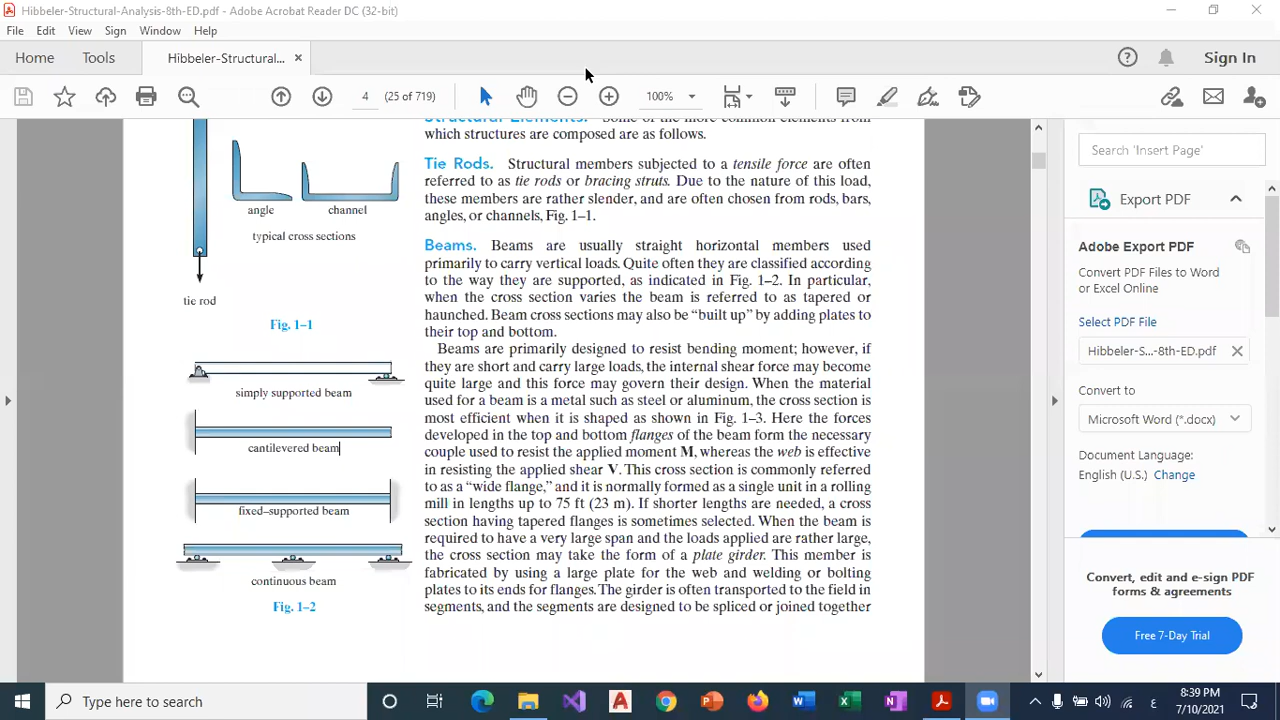 Hibbeler-Structural-Analysis-8th-ED.pdf - Adobe Acrobat Reader DC (32-bit)
File Edit View Sign Window Help
Home Tools Hibbeler-Structural... ×
Sign In
4 (25 of 719)
100%
Structural Elements. Some of the more common elements from
which structures are composed are as follows.
Tie Rods. Structural members subjected to a tensile force are often
referred to as tie rods or bracing struts. Due to the nature of this load,
these members are rather slender, and are often chosen from rods, bars,
angles, or channels, Fig. 1–1.
angle channel
typical cross sections
tie rod
Fig. 1–1
Beams. Beams are usually straight horizontal members used
primarily to carry vertical loads. Quite often they are classified according
to the way they are supported, as indicated in Fig. 1–2. In particular,
when the cross section varies the beam is referred to as tapered or
haunched. Beam cross sections may also be “built up” by adding plates to
their top and bottom.
Beams are primarily designed to resist bending moment; however, if
they are short and carry large loads, the internal shear force may become
quite large and this force may govern their design. When the material
used for a beam is a metal such as steel or aluminum, the cross section is
most efficient when it is shaped as shown in Fig. 1–3. Here the forces
developed in the top and bottom flanges of the beam form the necessary
couple used to resist the applied moment M, whereas the web is effective
in resisting the applied shear V. This cross section is commonly referred
to as a “wide flange,” and it is normally formed as a single unit in a rolling
mill in lengths up to 75 ft (23 m). If shorter lengths are needed, a cross
section having tapered flanges is sometimes selected. When the beam is
required to have a very large span and the loads applied are rather large,
the cross section may take the form of a plate girder. This member is
fabricated by using a large plate for the web and welding or bolting
plates to its ends for flanges. The girder is often transported to the field in
segments, and the segments are designed to be spliced or joined together
simply supported beam
cantilevered beam
fixed–supported beam
continuous beam
Fig. 1–2
Search 'Insert Page'
Export PDF
Adobe Export PDF
Convert PDF Files to Word
or Excel Online
Select PDF File
Hibbeler-S...-8th-ED.pdf
Convert to
Microsoft Word (*.docx)
Document Language:
English (U.S.) Change
Convert, edit and e-sign PDF
forms & agreements
Free 7-Day Trial
Type here to search
ع
8:39 PM
7/10/2021